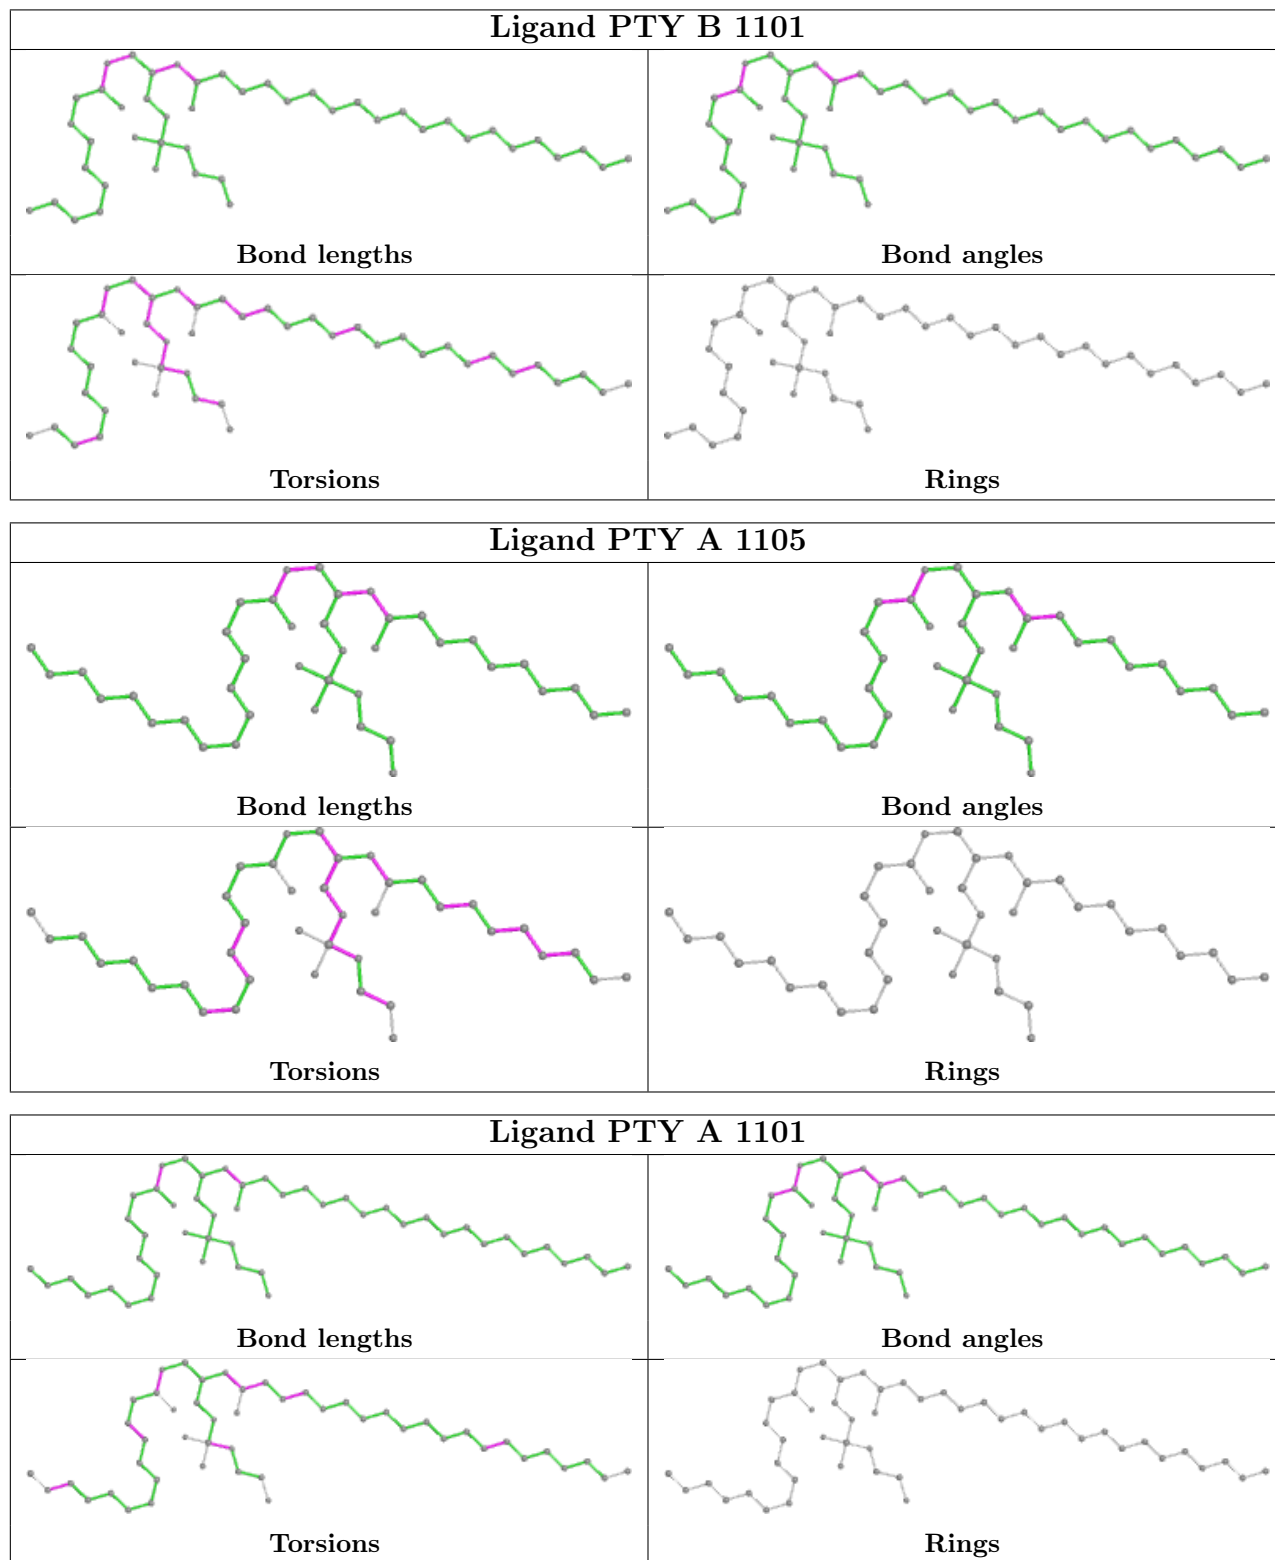 Ligand PTY B 1101
Bond lengths
Bond angles
Torsions
Rings
Ligand PTY A 1105
Bond lengths
Bond angles
Torsions
Rings
Ligand PTY A 1101
Bond lengths
Bond angles
Torsions
Rings